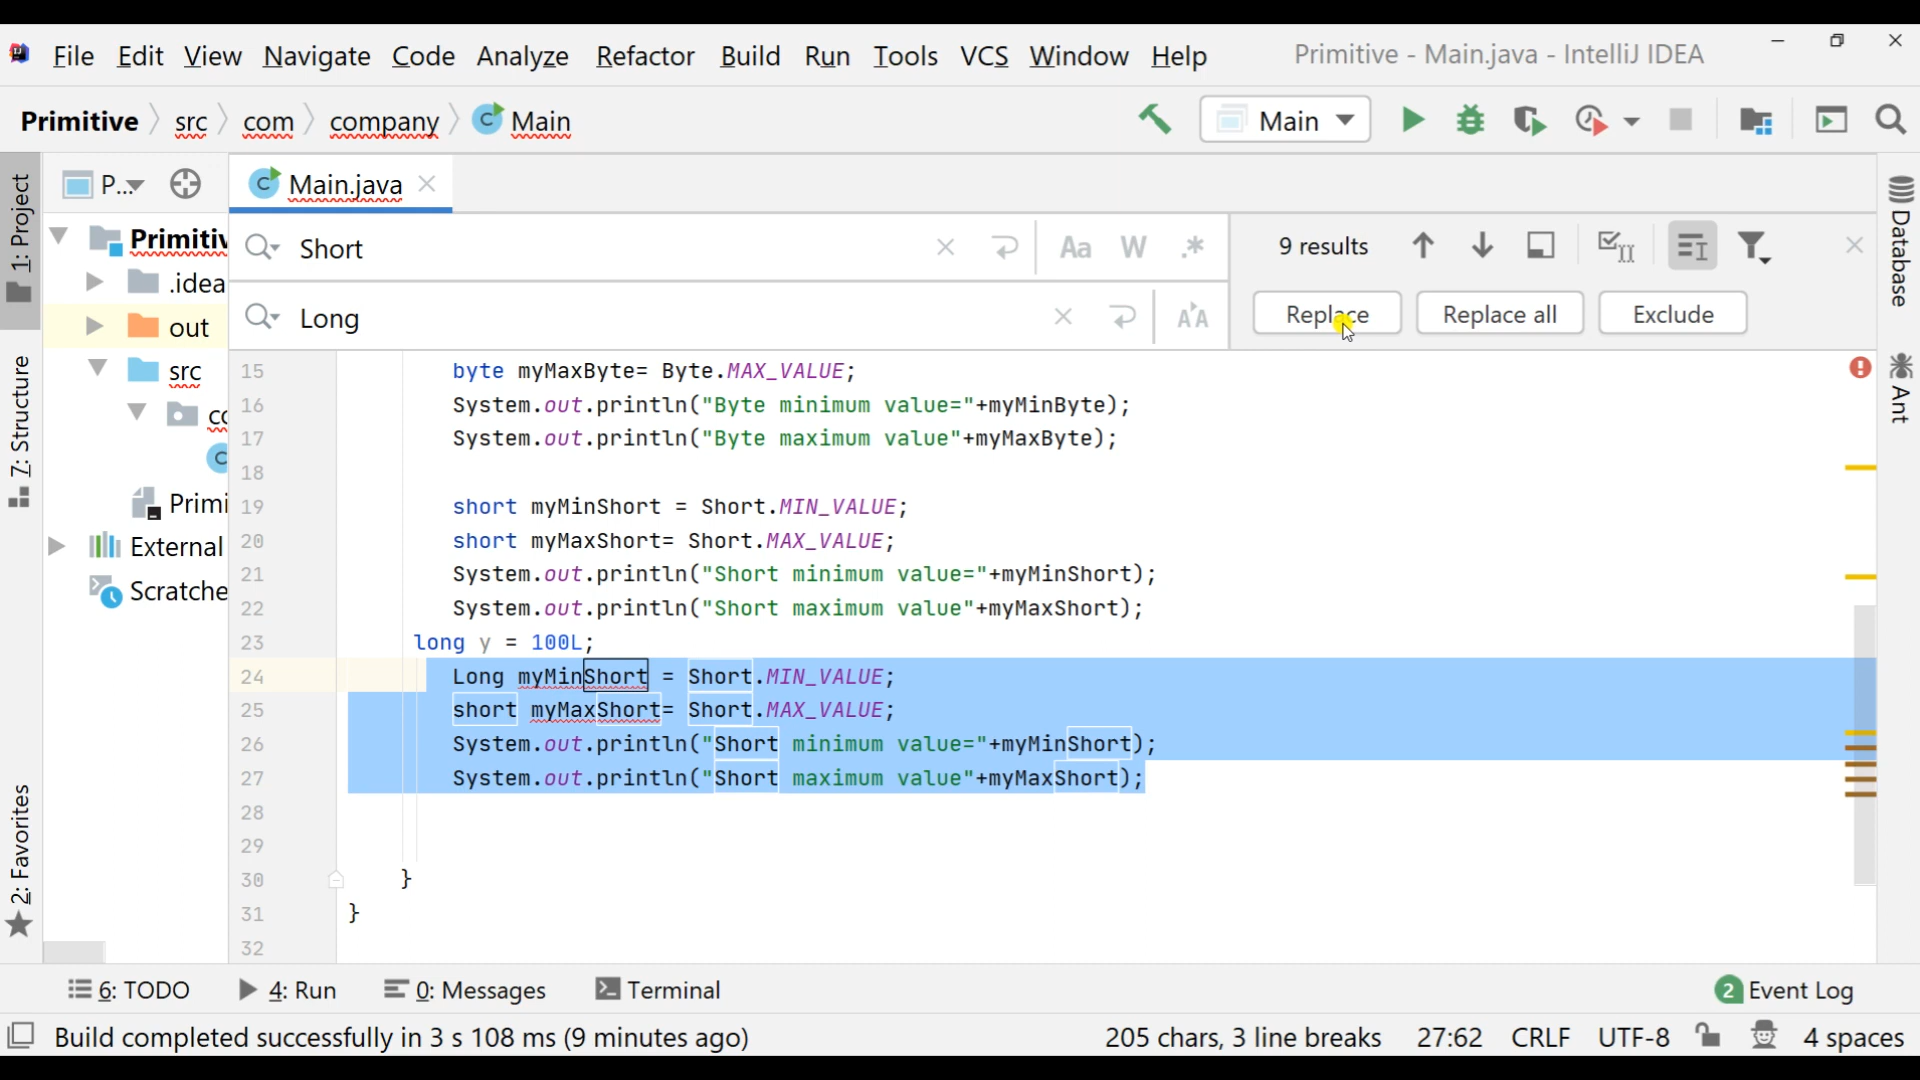 File Edit View Navigate Code Analyze Refactor Build Run Tools VCS Window Help Primitive - Main.java - IntelliJ IDEA
Primitive src com company Main Main
1: Project P... Main.java
Short 9 results
Long Replace Replace all Exclude
Primitiv
.idea
out
src
co
Primi
External
Scratche
15 byte myMaxByte= Byte.MAX_VALUE;
16 System.out.println("Byte minimum value="+myMinByte);
17 System.out.println("Byte maximum value"+myMaxByte);
18
19 short myMinShort = Short.MIN_VALUE;
20 short myMaxShort= Short.MAX_VALUE;
21 System.out.println("Short minimum value="+myMinShort);
22 System.out.println("Short maximum value"+myMaxShort);
23 long y = 100L;
24 Long myMinShort = Short.MIN_VALUE;
25 short myMaxShort= Short.MAX_VALUE;
26 System.out.println("Short minimum value="+myMinShort);
27 System.out.println("Short maximum value"+myMaxShort);
28
29
30 }
31 }
32
7: Structure
2: Favorites
Database
Ant
6: TODO 4: Run 0: Messages Terminal 2 Event Log
Build completed successfully in 3 s 108 ms (9 minutes ago) 205 chars, 3 line breaks 27:62 CRLF UTF-8 4 spaces